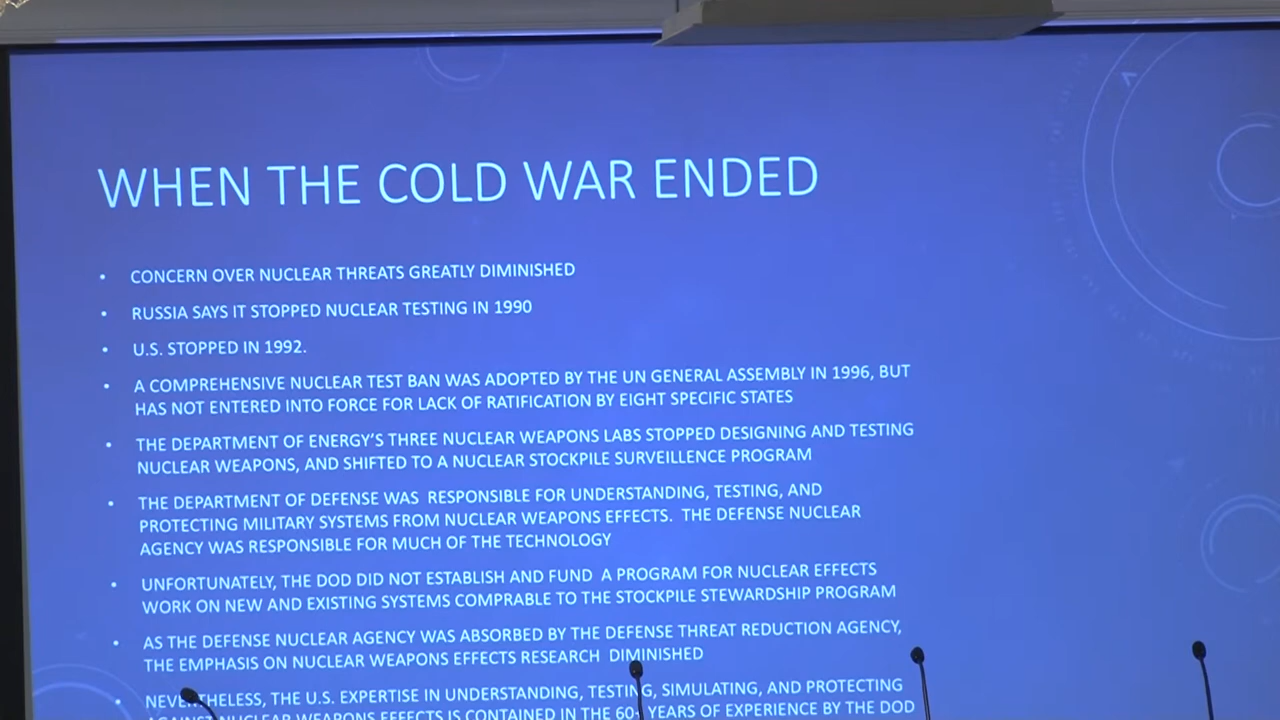 WHEN THE COLD WAR ENDED
• CONCERN OVER NUCLEAR THREATS GREATLY DIMINISHED
• RUSSIA SAYS IT STOPPED NUCLEAR TESTING IN 1990
• U.S. STOPPED IN 1992.
• A COMPREHENSIVE NUCLEAR TEST BAN WAS ADOPTED BY THE UN GENERAL ASSEMBLY IN 1996, BUT
HAS NOT ENTERED INTO FORCE FOR LACK OF RATIFICATION BY EIGHT SPECIFIC STATES
• THE DEPARTMENT OF ENERGY'S THREE NUCLEAR WEAPONS LABS STOPPED DESIGNING AND TESTING
NUCLEAR WEAPONS, AND SHIFTED TO A NUCLEAR STOCKPILE SURVEILLENCE PROGRAM
• THE DEPARTMENT OF DEFENSE WAS RESPONSIBLE FOR UNDERSTANDING, TESTING, AND
PROTECTING MILITARY SYSTEMS FROM NUCLEAR WEAPONS EFFECTS. THE DEFENSE NUCLEAR
AGENCY WAS RESPONSIBLE FOR MUCH OF THE TECHNOLOGY
• UNFORTUNATELY, THE DOD DID NOT ESTABLISH AND FUND A PROGRAM FOR NUCLEAR EFFECTS
WORK ON NEW AND EXISTING SYSTEMS COMPRABLE TO THE STOCKPILE STEWARDSHIP PROGRAM
• AS THE DEFENSE NUCLEAR AGENCY WAS ABSORBED BY THE DEFENSE THREAT REDUCTION AGENCY,
THE EMPHASIS ON NUCLEAR WEAPONS EFFECTS RESEARCH DIMINISHED
• NEVERTHELESS, THE U.S. EXPERTISE IN UNDERSTANDING, TESTING, SIMULATING, AND PROTECTING
AGAINST NUCLEAR WEAPONS EFFECTS IS CONTAINED IN THE 60+ YEARS OF EXPERIENCE BY THE DOD